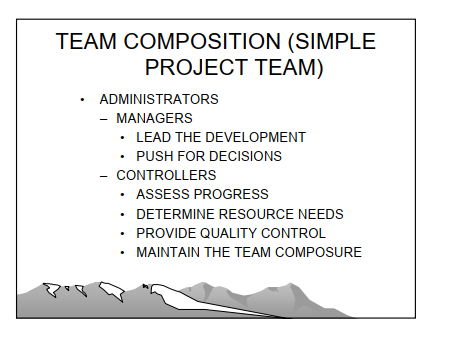 TEAM COMPOSITION (SIMPLE
PROJECT TEAM)
• ADMINISTRATORS
– MANAGERS
• LEAD THE DEVELOPMENT
• PUSH FOR DECISIONS
– CONTROLLERS
• ASSESS PROGRESS
• DETERMINE RESOURCE NEEDS
• PROVIDE QUALITY CONTROL
• MAINTAIN THE TEAM COMPOSURE